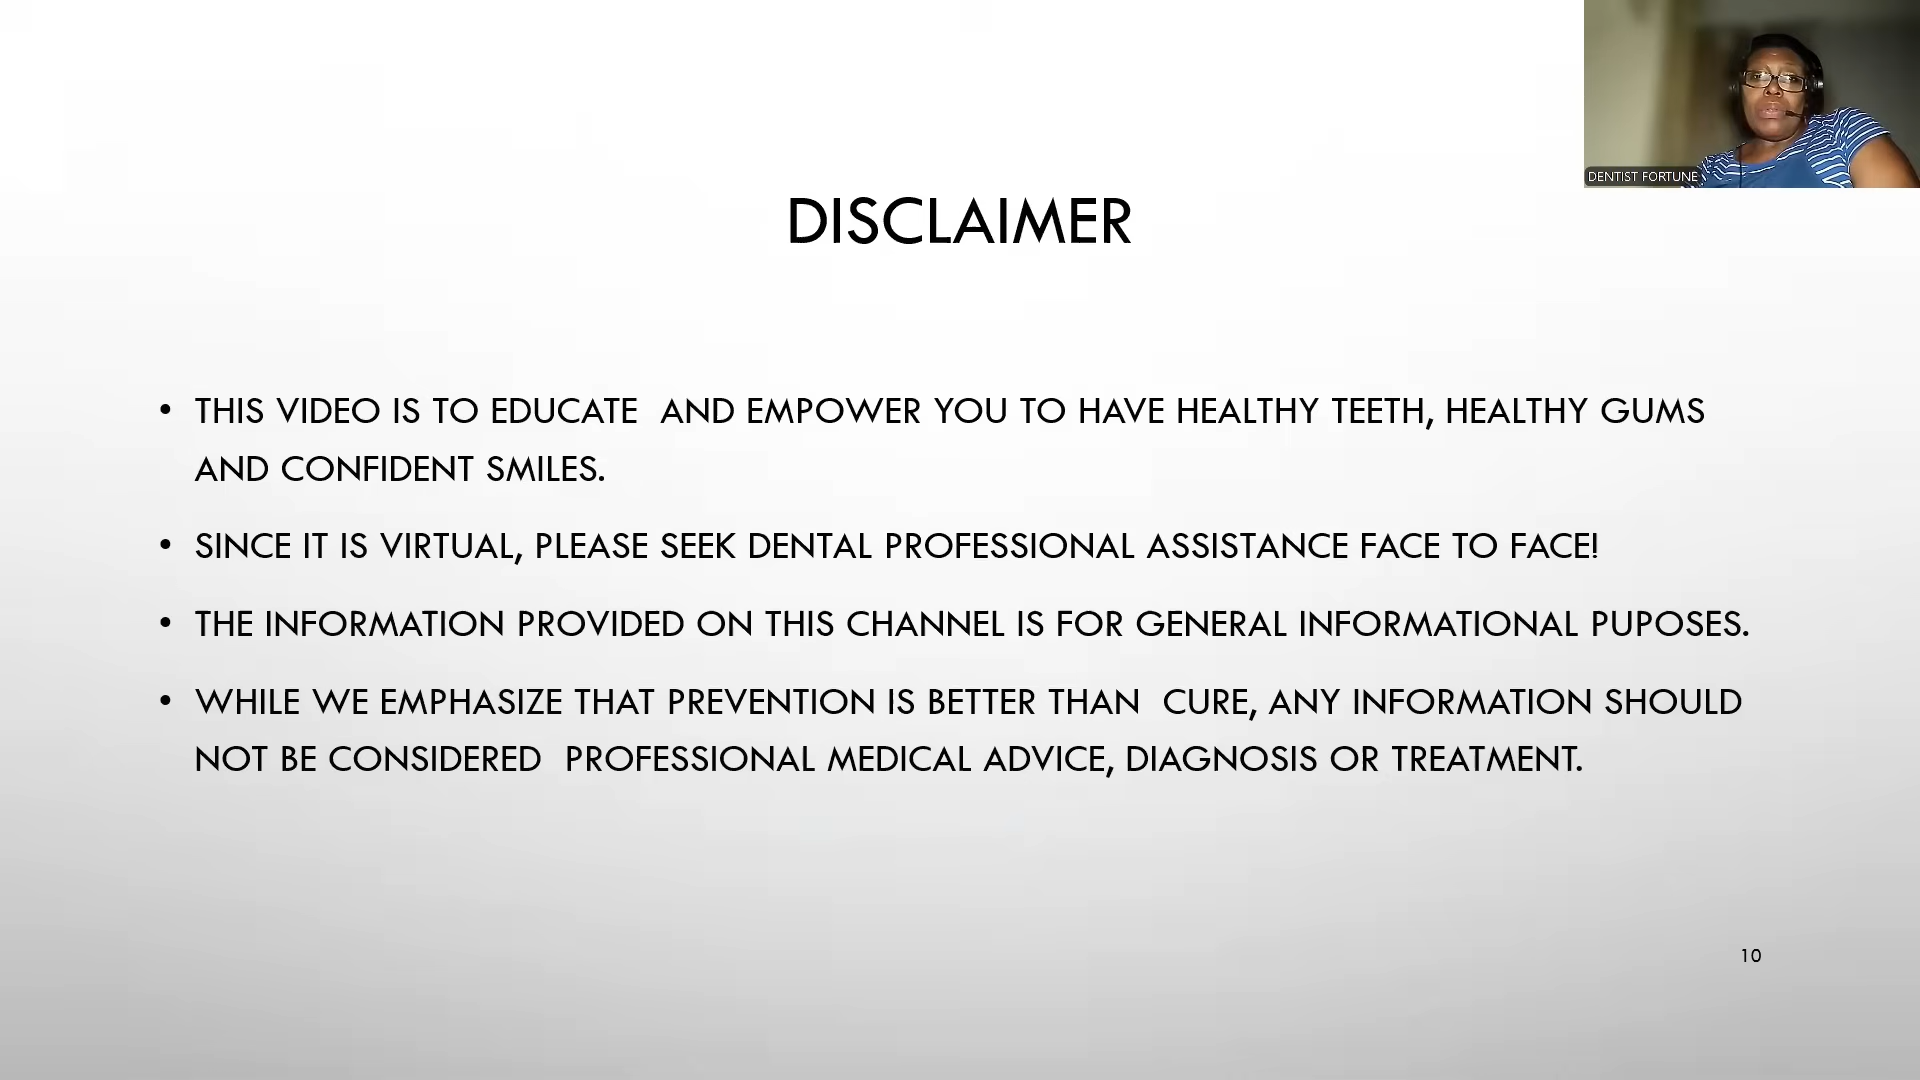 DENTIST FORTUNE
DISCLAIMER
• THIS VIDEO IS TO EDUCATE  AND EMPOWER YOU TO HAVE HEALTHY TEETH, HEALTHY GUMS
AND CONFIDENT SMILES.
• SINCE IT IS VIRTUAL, PLEASE SEEK DENTAL PROFESSIONAL ASSISTANCE FACE TO FACE!
• THE INFORMATION PROVIDED ON THIS CHANNEL IS FOR GENERAL INFORMATIONAL PUPOSES.
• WHILE WE EMPHASIZE THAT PREVENTION IS BETTER THAN  CURE, ANY INFORMATION SHOULD
NOT BE CONSIDERED  PROFESSIONAL MEDICAL ADVICE, DIAGNOSIS OR TREATMENT.
10